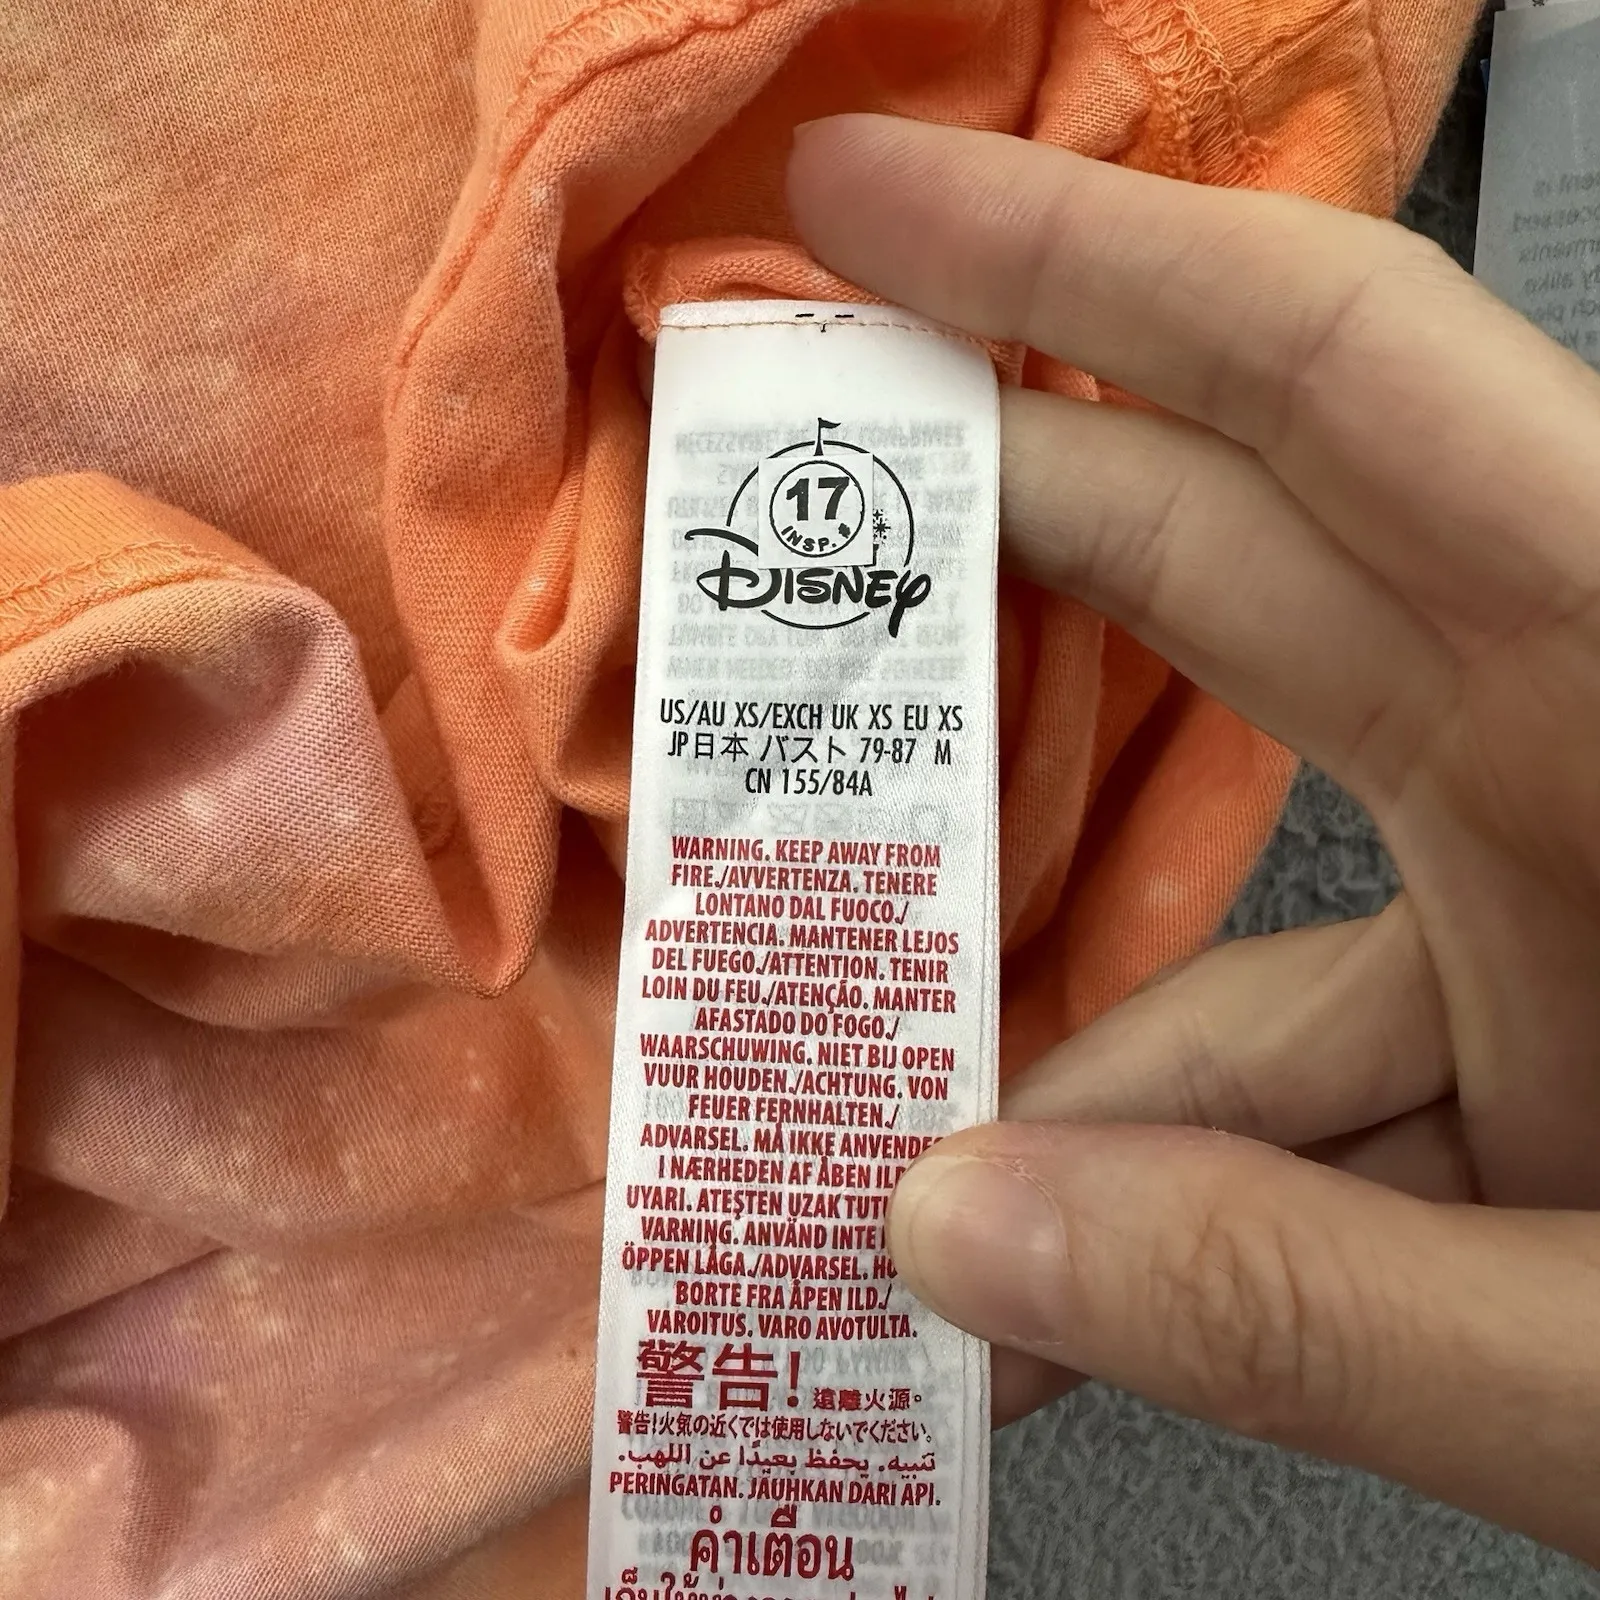 17
INSP. #
DISNEY
US/AU XS/EXCH UK XS EU XS
JP日本 バスト 79-87 M
CN 155/84A
WARNING. KEEP AWAY FROM
FIRE./AVVERTENZA. TENERE
LONTANO DAL FUOCO./
ADVERTENCIA. MANTENER LEJOS
DEL FUEGO./ATTENTION. TENIR
LOIN DU FEU./ATENÇÃO. MANTER
AFASTADO DO FOGO./
WAARSCHUWING. NIET BIJ OPEN
VUUR HOUDEN./ACHTUNG. VON
FEUER FERNHALTEN./
ADVARSEL. MÅ IKKE ANVENDES
I NÆRHEDEN AF ÅBEN ILD
UYARI. ATEŞTEN UZAK
VARNING. ANVÄND INTE
ÖPPEN LÅGA./ADVARSEL.
BORTE FRA ÅPEN ILD./
VAROITUS. VARO AVOTULTA.
警告! 遠離火源。
警告!火気の近くでは使用しないでください。
تنبيه. يحفظ بعيدًا عن اللهب.
PERINGATAN. JAUHKAN DARI API.
คำเตือน